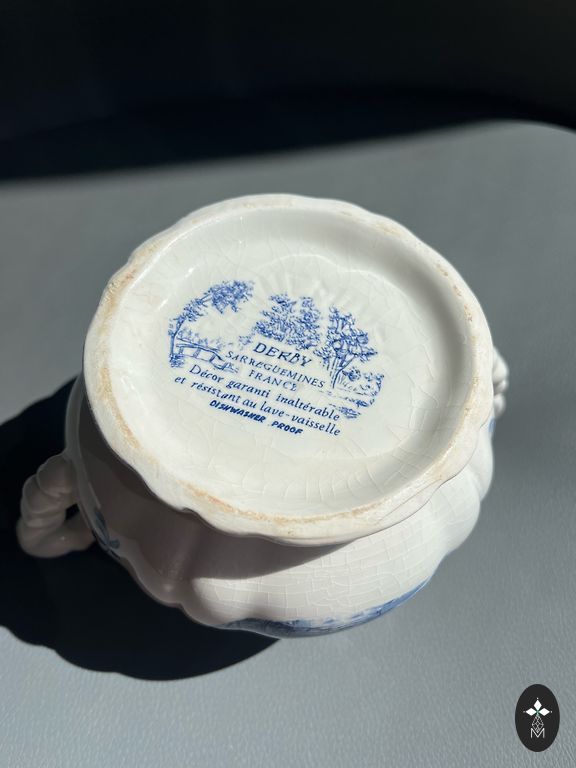 DERBY
SARREGUEMINES
FRANCE
Décor garanti inaltérable
et résistant au lave-vaisselle
DISHWASHER PROOF
M